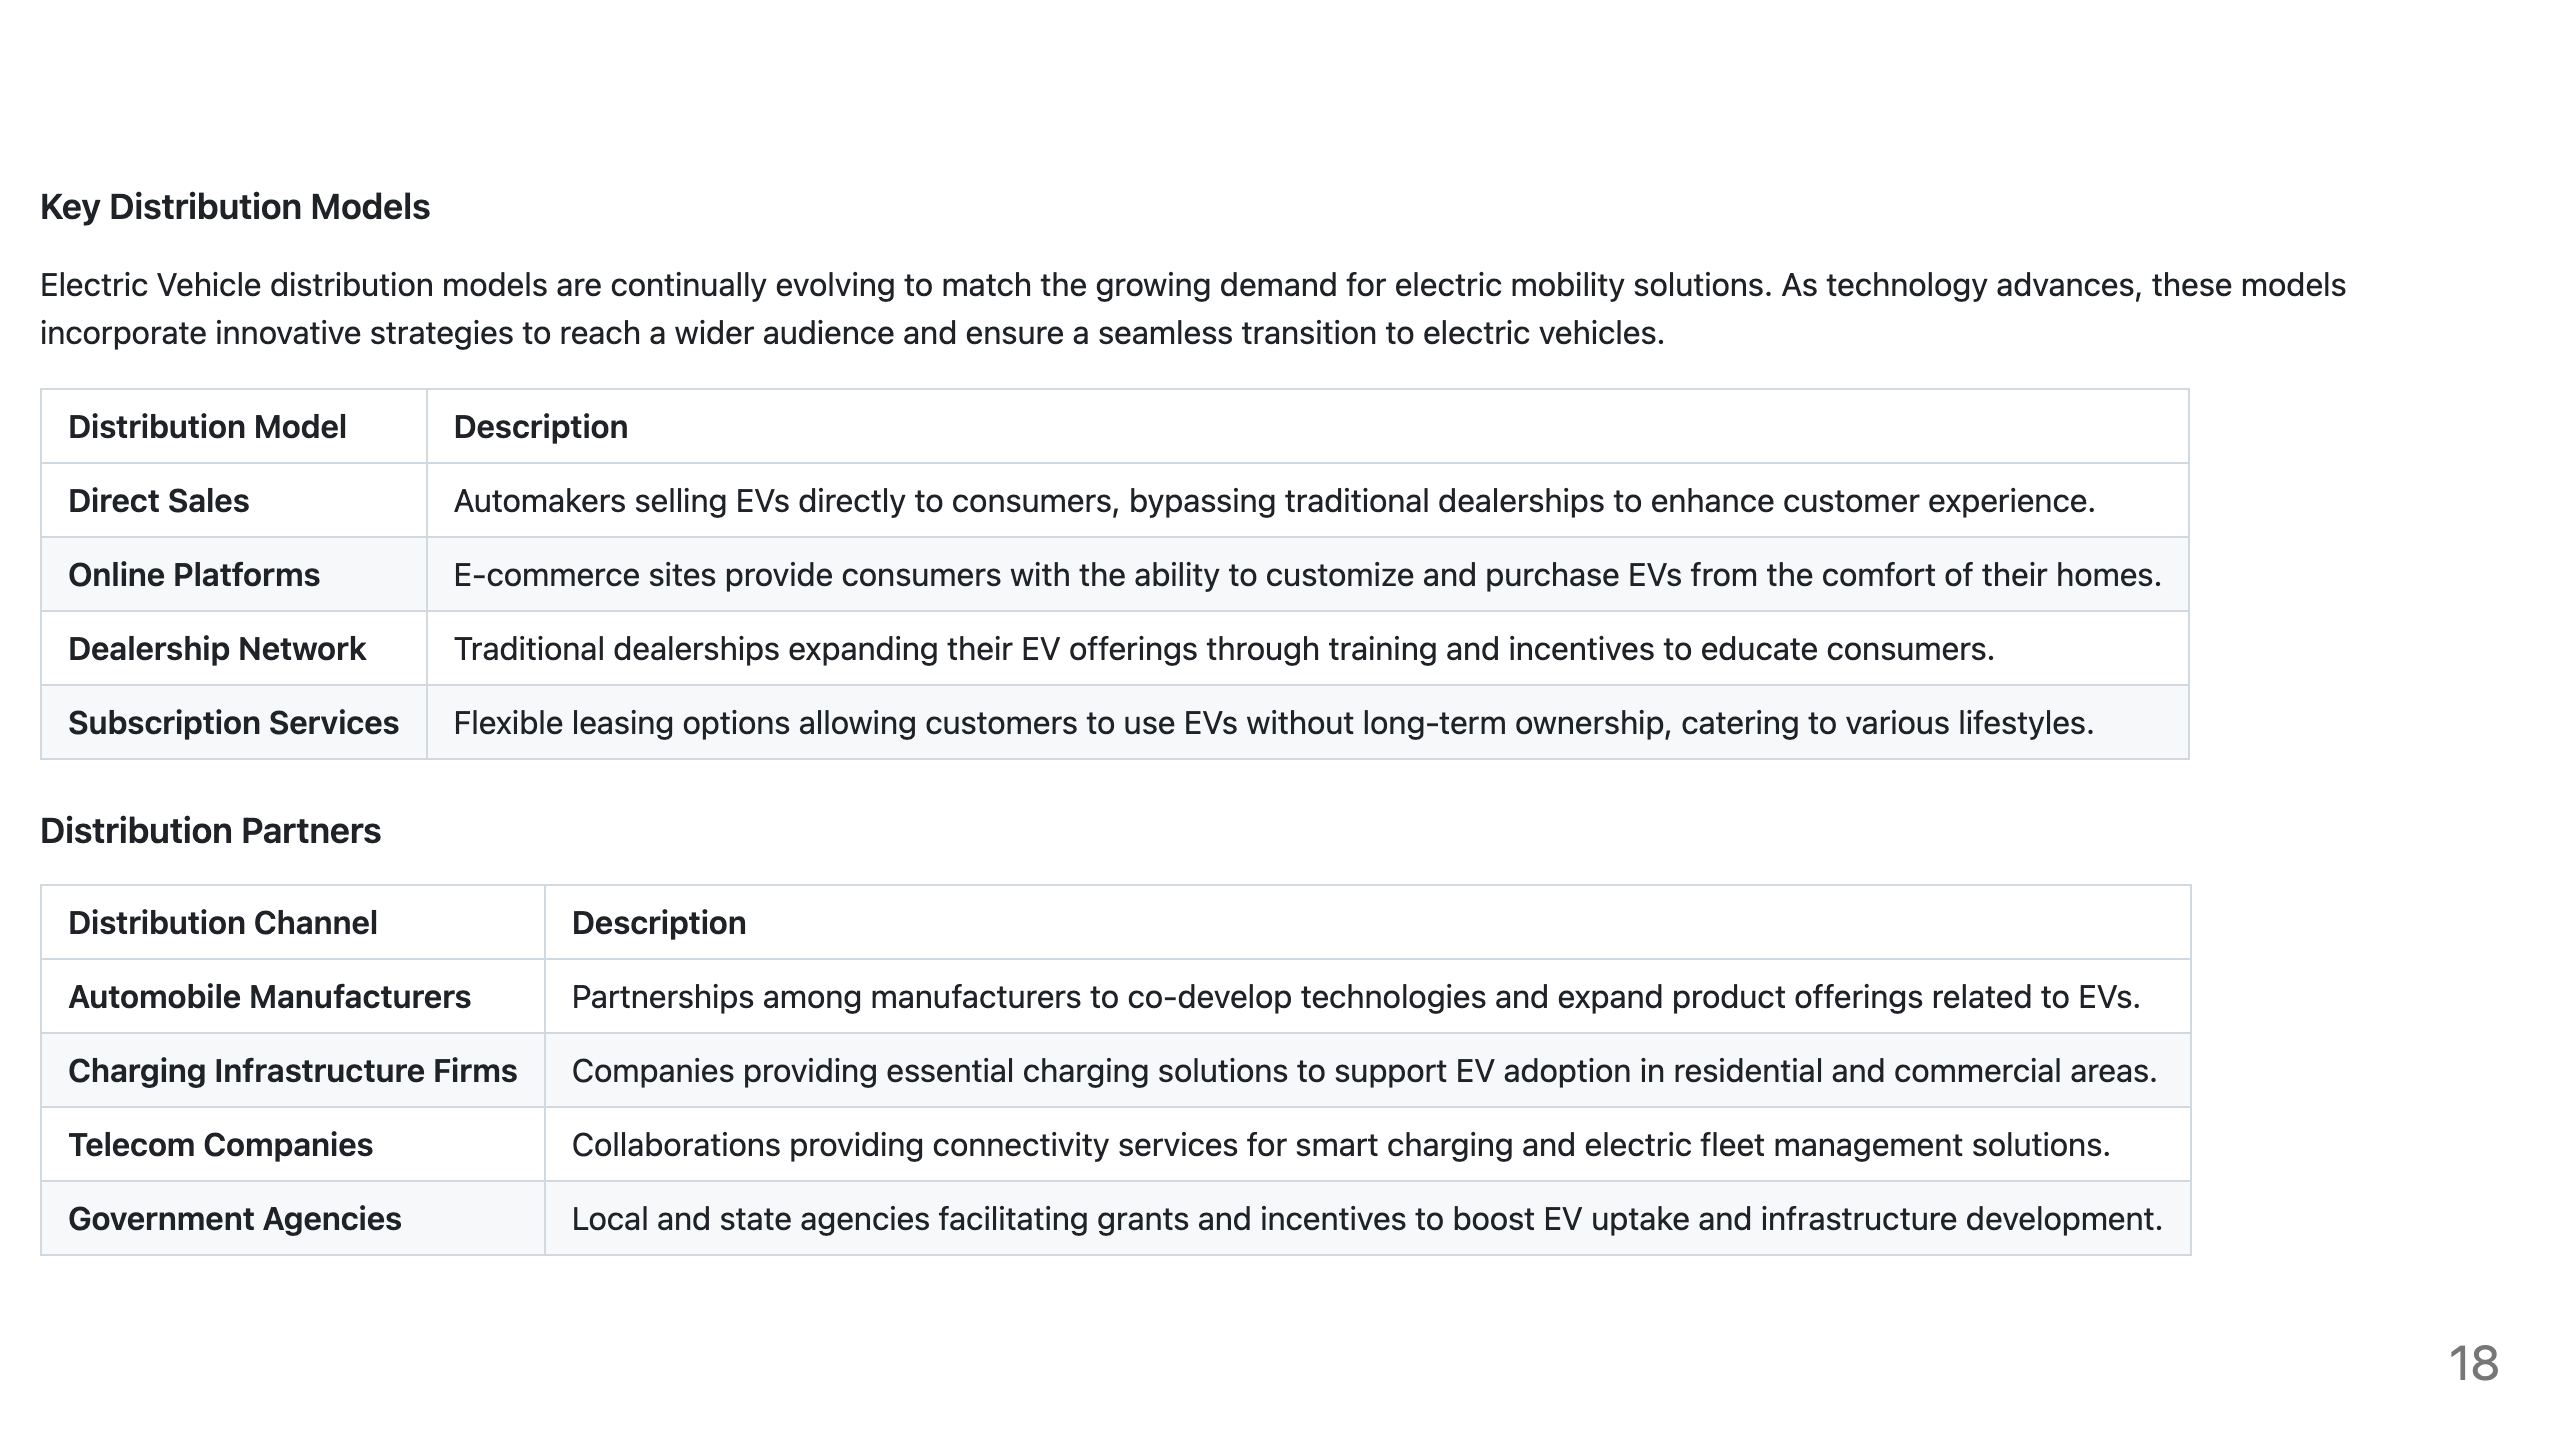 Key Distribution Models
Electric Vehicle distribution models are continually evolving to match the growing demand for electric mobility solutions. As technology advances, these models
incorporate innovative strategies to reach a wider audience and ensure a seamless transition to electric vehicles.
Distribution Model Description
Direct Sales Automakers selling EVs directly to consumers, bypassing traditional dealerships to enhance customer experience.
Online Platforms E-commerce sites provide consumers with the ability to customize and purchase EVs from the comfort of their homes.
Dealership Network Traditional dealerships expanding their EV offerings through training and incentives to educate consumers.
Subscription Services Flexible leasing options allowing customers to use EVs without long-term ownership, catering to various lifestyles.
Distribution Partners
Distribution Channel Description
Automobile Manufacturers Partnerships among manufacturers to co-develop technologies and expand product offerings related to EVs.
Charging Infrastructure Firms Companies providing essential charging solutions to support EV adoption in residential and commercial areas.
Telecom Companies Collaborations providing connectivity services for smart charging and electric fleet management solutions.
Government Agencies Local and state agencies facilitating grants and incentives to boost EV uptake and infrastructure development.
18